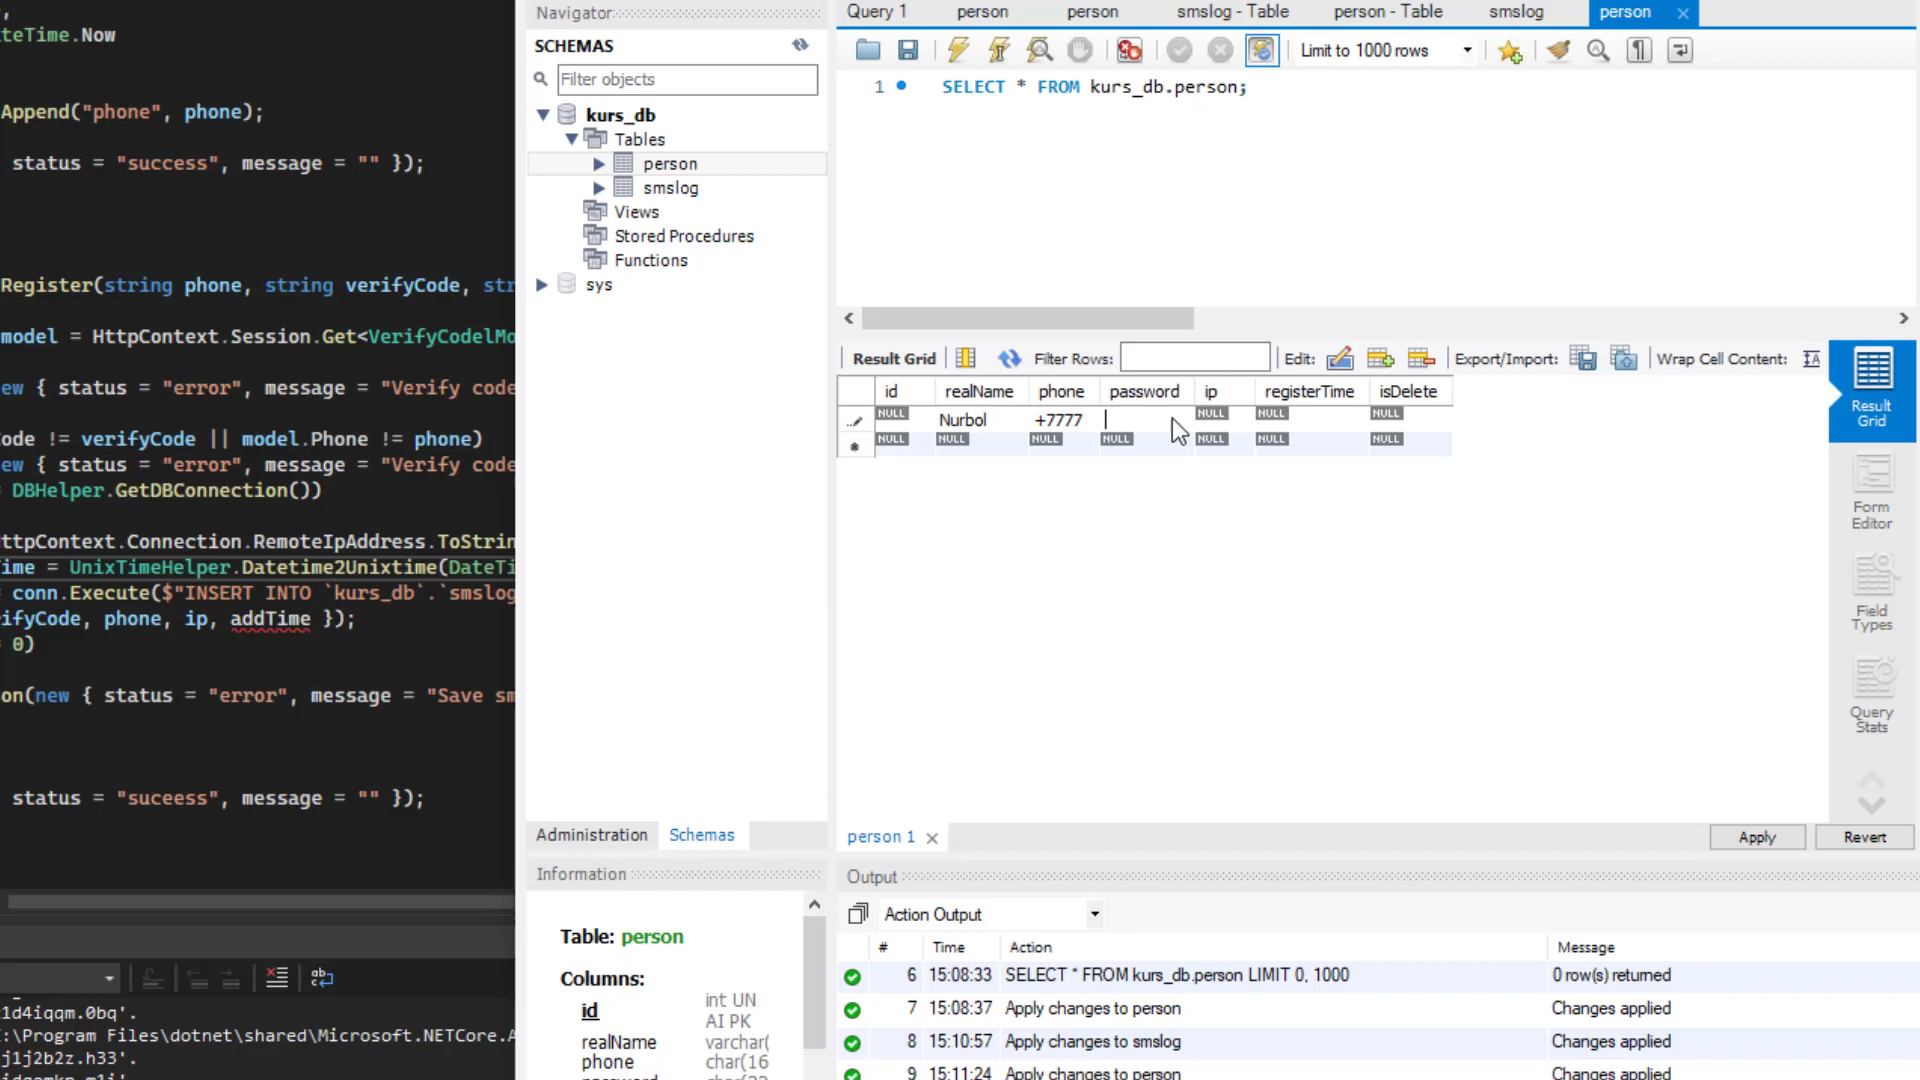 ,
teTime.Now
Append("phone", phone);
status = "success", message = "" });
Register(string phone, string verifyCode, str
model = HttpContext.Session.Get<VerifyCodelMo
ew { status = "error", message = "Verify code
Code != verifyCode || model.Phone != phone)
ew { status = "error", message = "Verify code
= DBHelper.GetDBConnection())
ttpContext.Connection.RemoteIpAddress.ToStrin
ime = UnixTimeHelper.Datetime2Unixtime(DateTi
= conn.Execute($"INSERT INTO `kurs_db`.`smslog
ifyCode, phone, ip, addTime });
= 0)
on(new { status = "error", message = "Save sm
status = "suceess", message = "" });
1d4iqqm.0bq'.
:\Program Files\dotnet\shared\Microsoft.NETCore.A
j1j2b2z.h33'.
Navigator
SCHEMAS
Filter objects
kurs_db
Tables
person
smslog
Views
Stored Procedures
Functions
sys
Administration Schemas
Information
Table: person
Columns:
id int UN
AI PK
realName varchar(
phone char(16
Query 1 person person smslog - Table person - Table smslog person
Limit to 1000 rows
1 SELECT * FROM kurs_db.person;
Result Grid Filter Rows: Edit: Export/Import: Wrap Cell Content:
id realName phone password ip registerTime isDelete
NULL Nurbol +7777 NULL NULL NULL
NULL NULL NULL NULL NULL NULL NULL
Result
Grid
Form
Editor
Field
Types
Query
Stats
person 1 Apply Revert
Output
Action Output
# Time Action Message
6 15:08:33 SELECT * FROM kurs_db.person LIMIT 0, 1000 0 row(s) returned
7 15:08:37 Apply changes to person Changes applied
8 15:10:57 Apply changes to smslog Changes applied
9 15:11:24 Apply changes to person Changes applied